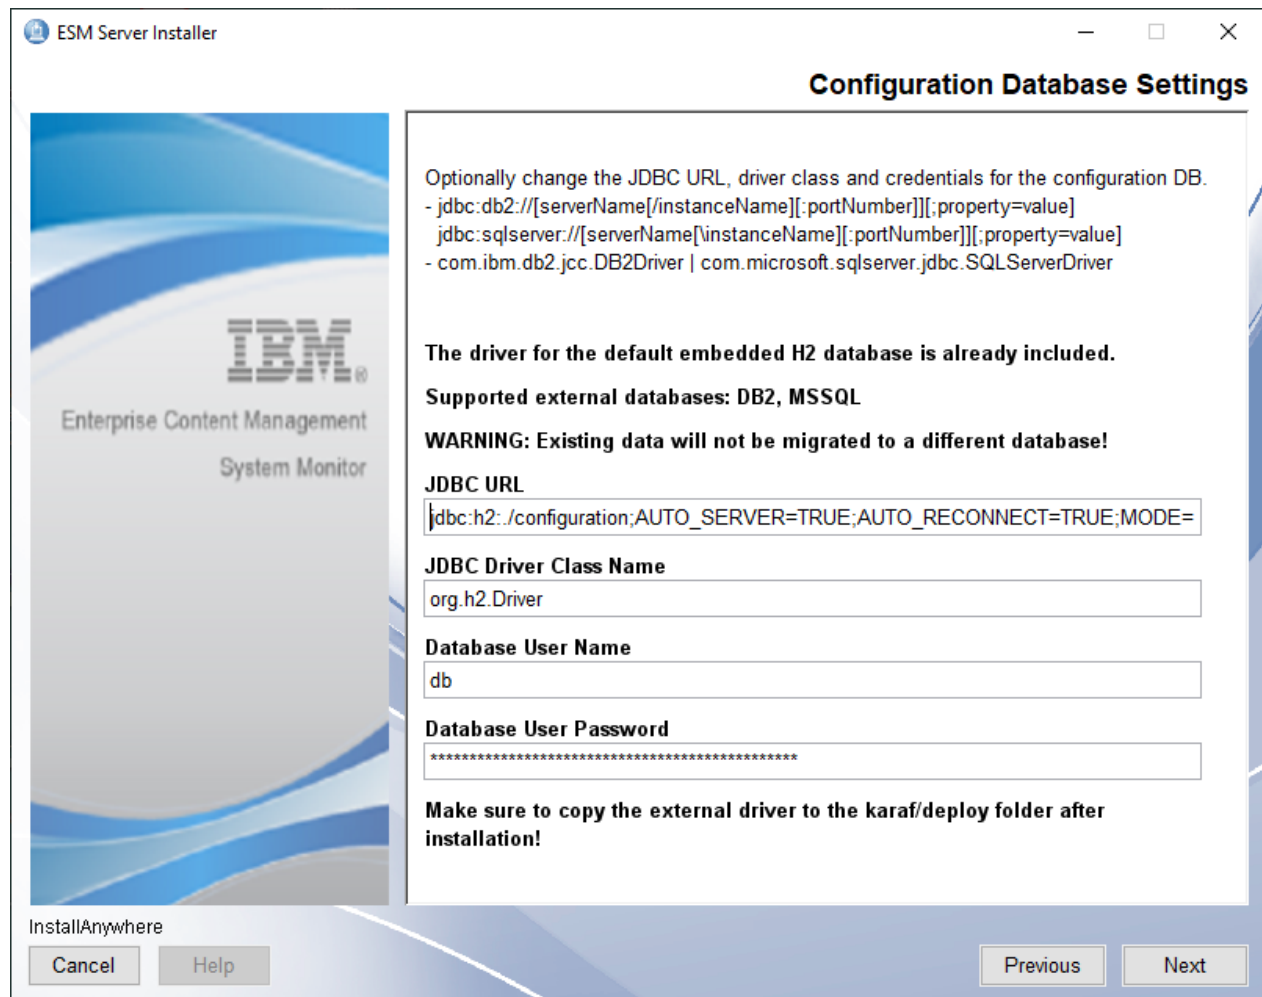 ESM Server Installer
Configuration Database Settings
IBM®
Enterprise Content Management
System Monitor
Optionally change the JDBC URL, driver class and credentials for the configuration DB.
- jdbc:db2://[serverName[/instanceName][:portNumber]][;property=value]
jdbc:sqlserver://[serverName[\instanceName][:portNumber]][;property=value]
- com.ibm.db2.jcc.DB2Driver | com.microsoft.sqlserver.jdbc.SQLServerDriver
The driver for the default embedded H2 database is already included.
Supported external databases: DB2, MSSQL
WARNING: Existing data will not be migrated to a different database!
JDBC URL
jdbc:h2:./configuration;AUTO_SERVER=TRUE;AUTO_RECONNECT=TRUE;MODE=
JDBC Driver Class Name
org.h2.Driver
Database User Name
db
Database User Password
***********************************************
Make sure to copy the external driver to the karaf/deploy folder after
installation!
InstallAnywhere
Cancel
Help
Previous
Next